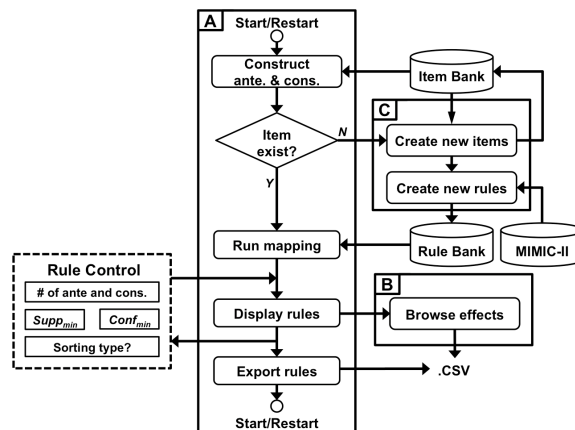 A
Start/Restart
Construct
ante. & cons.
Item Bank
C
Item
exist?
N
Y
Create new items
Create new rules
Run mapping
Rule Bank
MIMIC-II
Rule Control
# of ante and cons.
Supp_min
Conf_min
Sorting type?
Display rules
B
Browse effects
Export rules
.CSV
Start/Restart